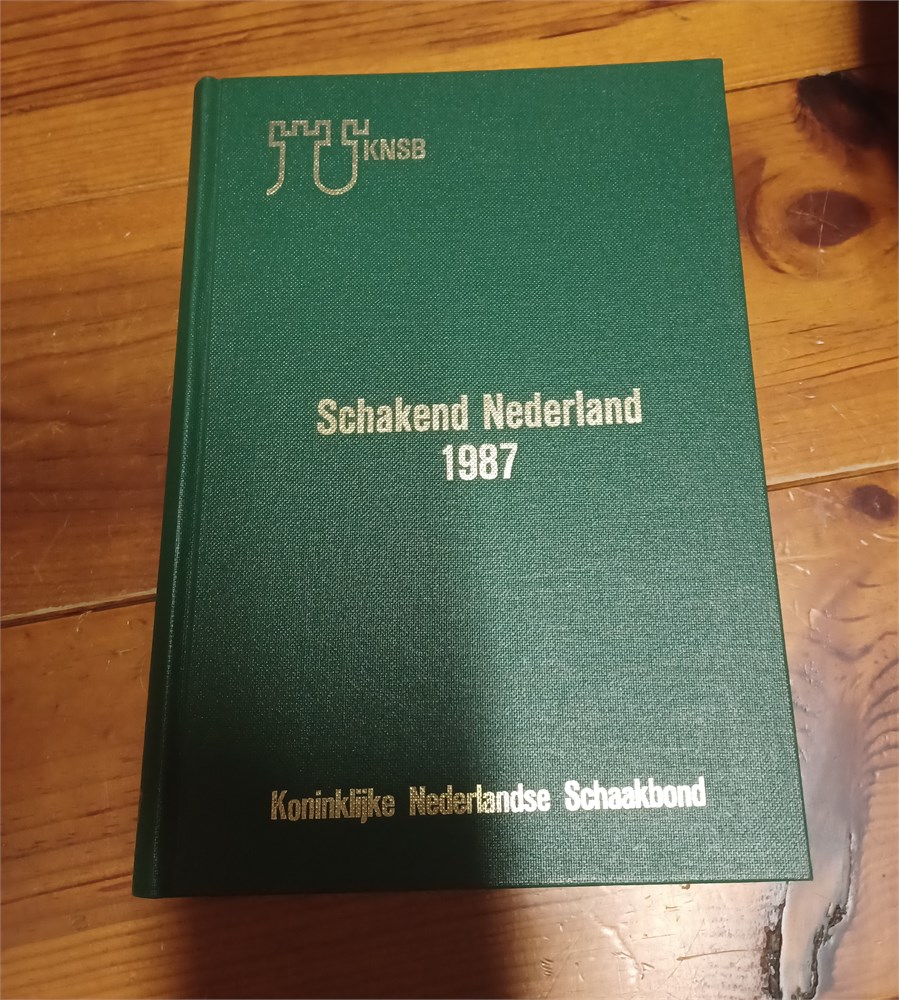 KNSB
Schakend Nederland
1987
Koninklijke Nederlandse Schaakbond